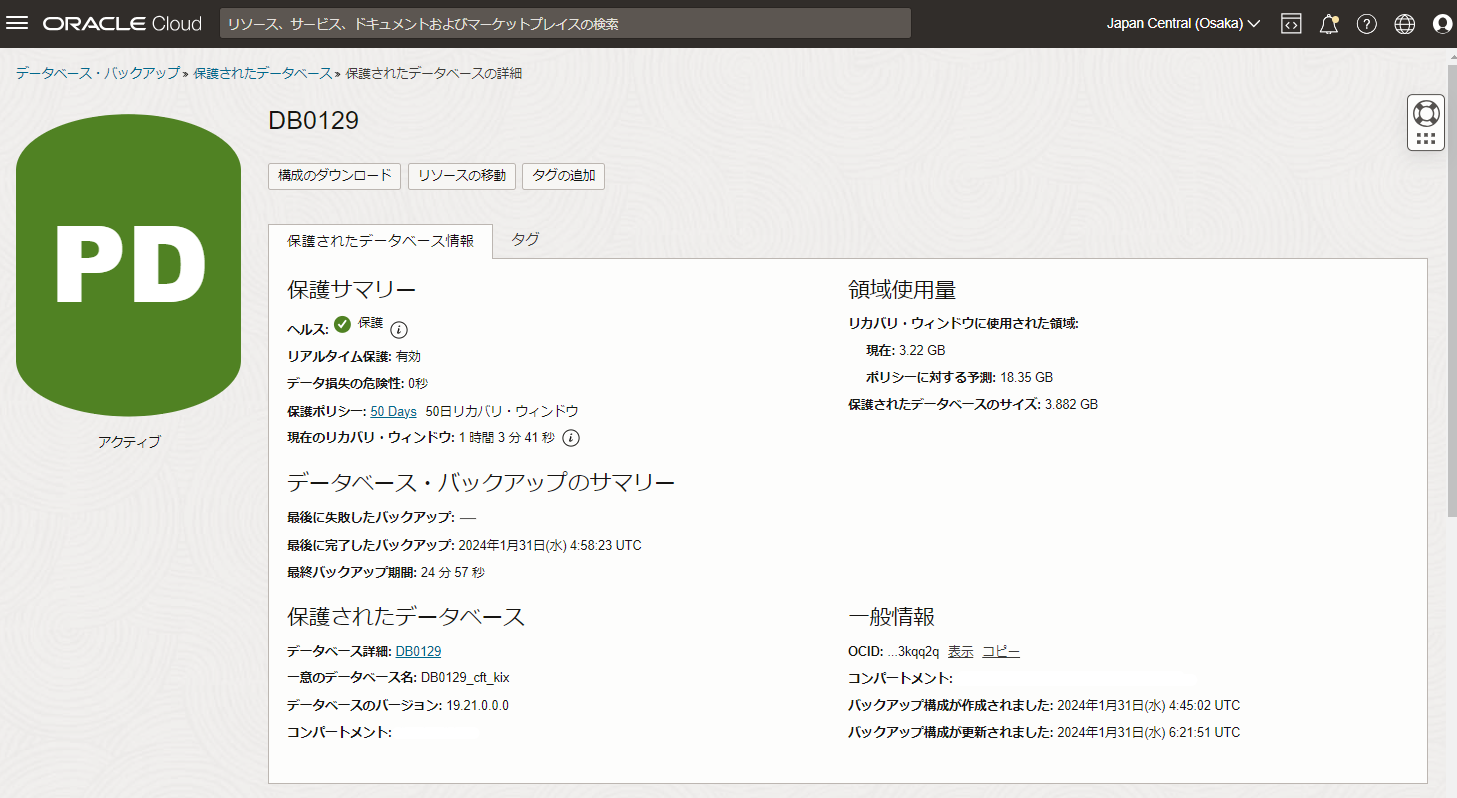 ORACLE Cloud
リソース、サービス、ドキュメントおよびマーケットプレイスの検索
Japan Central (Osaka)
データベース・バックアップ » 保護されたデータベース » 保護されたデータベースの詳細
PD
アクティブ
DB0129
構成のダウンロード
リソースの移動
タグの追加
保護されたデータベース情報
タグ
保護サマリー
ヘルス: 保護
リアルタイム保護: 有効
データ損失の危険性: 0秒
保護ポリシー: 50 Days 50日リカバリ・ウィンドウ
現在のリカバリ・ウィンドウ: 1 時間 3 分 41 秒
領域使用量
リカバリ・ウィンドウに使用された領域:
現在: 3.22 GB
ポリシーに対する予測: 18.35 GB
保護されたデータベースのサイズ: 3.882 GB
データベース・バックアップのサマリー
最後に失敗したバックアップ: —
最後に完了したバックアップ: 2024年1月31日(水) 4:58:23 UTC
最終バックアップ期間: 24 分 57 秒
保護されたデータベース
データベース詳細: DB0129
一意のデータベース名: DB0129_cft_kix
データベースのバージョン: 19.21.0.0.0
コンパートメント:
一般情報
OCID: ...3kqq2q 表示 コピー
コンパートメント:
バックアップ構成が作成されました: 2024年1月31日(水) 4:45:02 UTC
バックアップ構成が更新されました: 2024年1月31日(水) 6:21:51 UTC